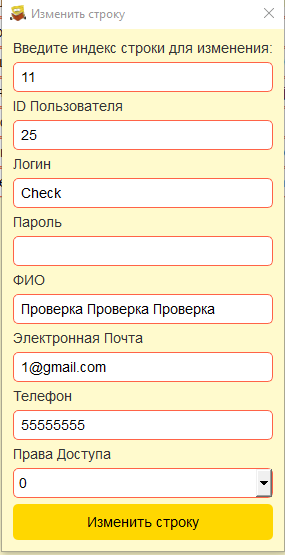 Изменить строку
Введите индекс строки для изменения:
11
ID Пользователя
25
Логин
Check
Пароль
ФИО
Проверка Проверка Проверка
Электронная Почта
1@gmail.com
Телефон
55555555
Права Доступа
0
Изменить строку